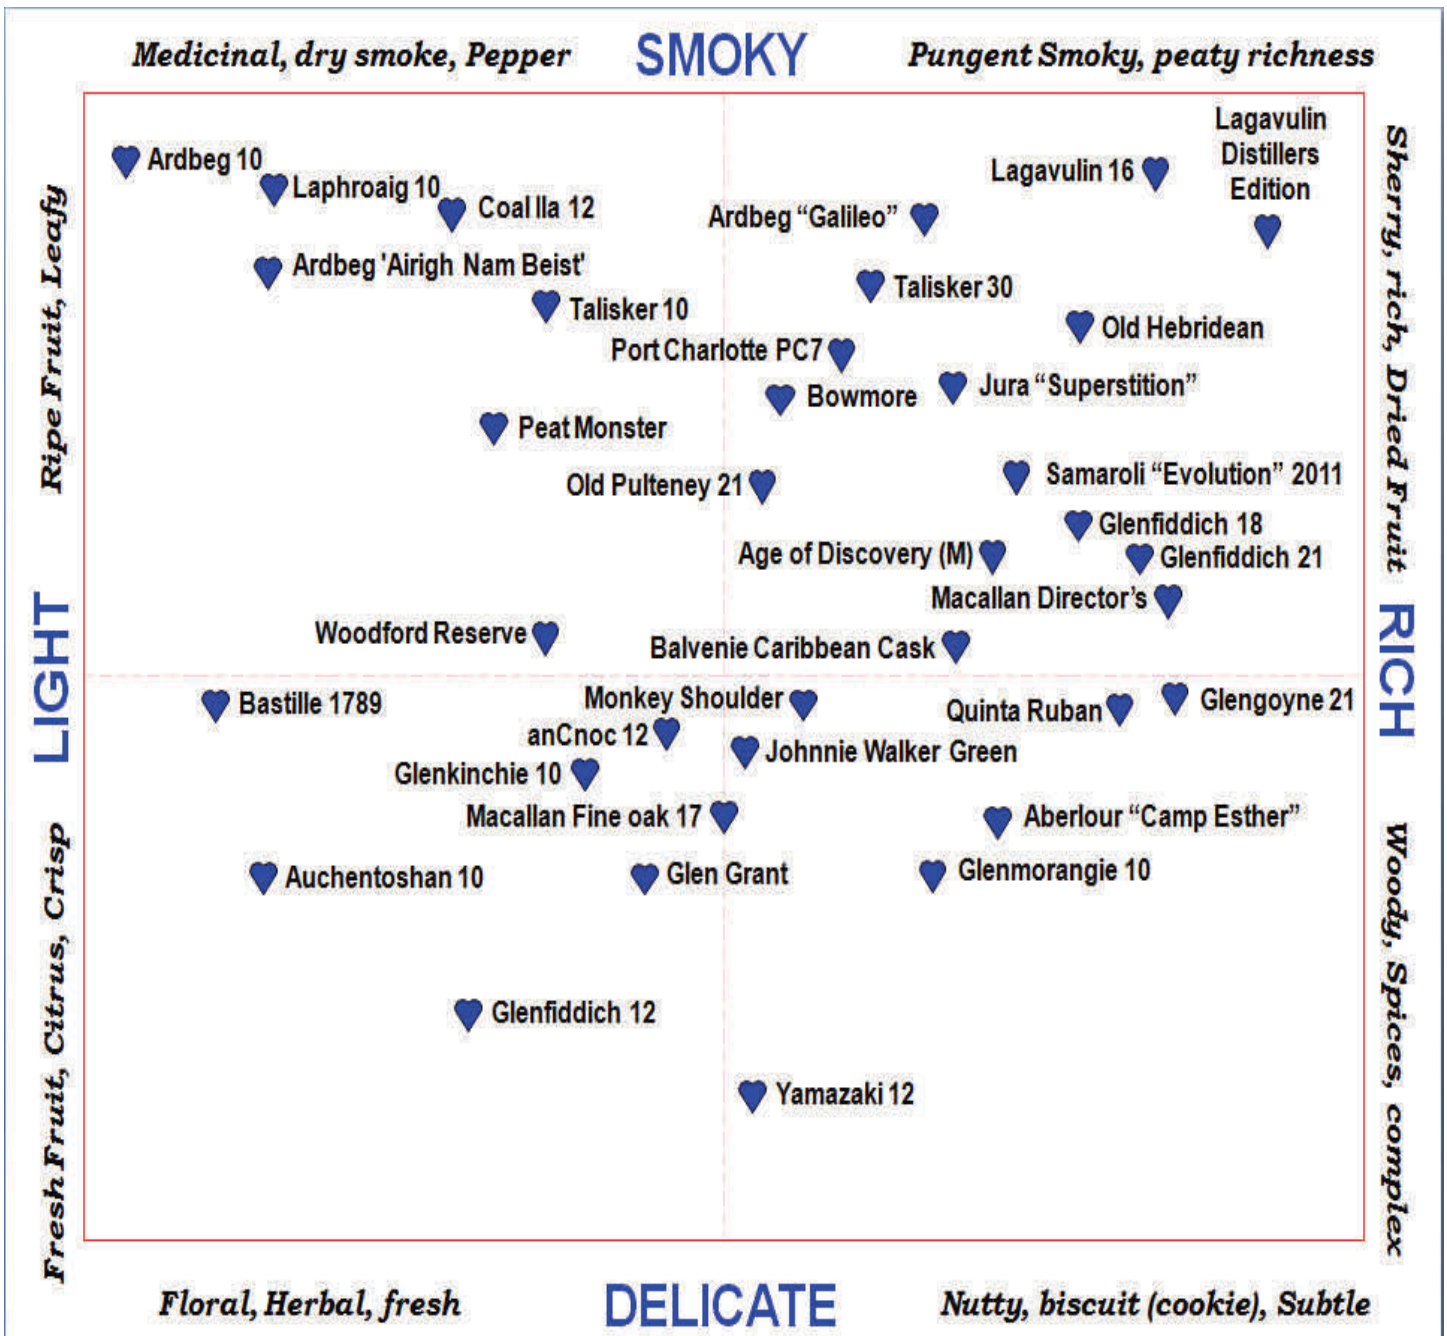 Medicinal, dry smoke, Pepper
SMOKY
Pungent Smoky, peaty richness
Ripe Fruit, Leafy
LIGHT
Fresh Fruit, Citrus, Crisp
Sherry, rich, Dried Fruit
RICH
Woody, Spices, complex
Lagavulin
Distillers
Edition
Ardbeg 10
Lagavulin 16
Laphroaig 10
Coal Ila 12
Ardbeg “Galileo”
Ardbeg 'Airigh Nam Beist'
Talisker 30
Talisker 10
Old Hebridean
Port Charlotte PC7
Jura “Superstition”
Bowmore
Peat Monster
Samaroli “Evolution” 2011
Old Pulteney 21
Glenfiddich 18
Age of Discovery (M)
Glenfiddich 21
Macallan Director’s
Woodford Reserve
Balvenie Caribbean Cask
Bastille 1789
Monkey Shoulder
Quinta Ruban
Glengoyne 21
anCnoc 12
Johnnie Walker Green
Glenkinchie 10
Macallan Fine oak 17
Aberlour “Camp Esther”
Auchentoshan 10
Glen Grant
Glenmorangie 10
Glenfiddich 12
Yamazaki 12
Floral, Herbal, fresh
DELICATE
Nutty, biscuit (cookie), Subtle